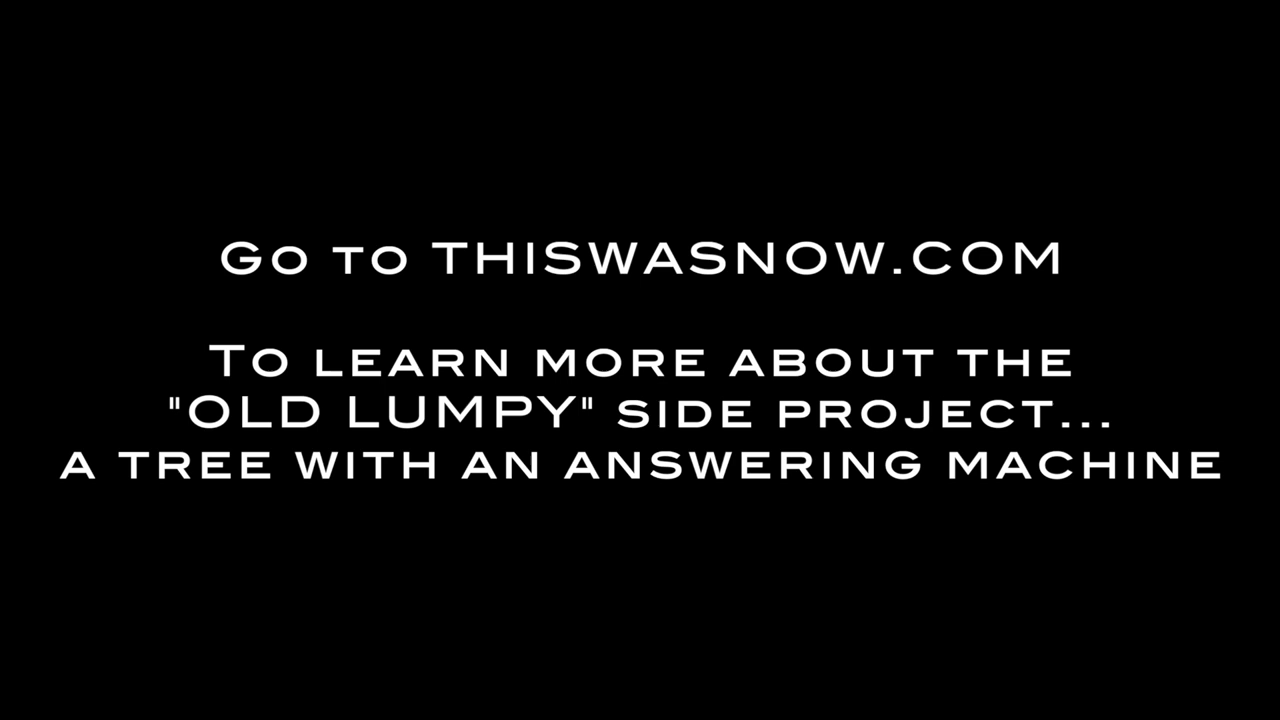 Go to THISWASNOW.COM
To learn more about the
"OLD LUMPY" side project...
a tree with an answering machine